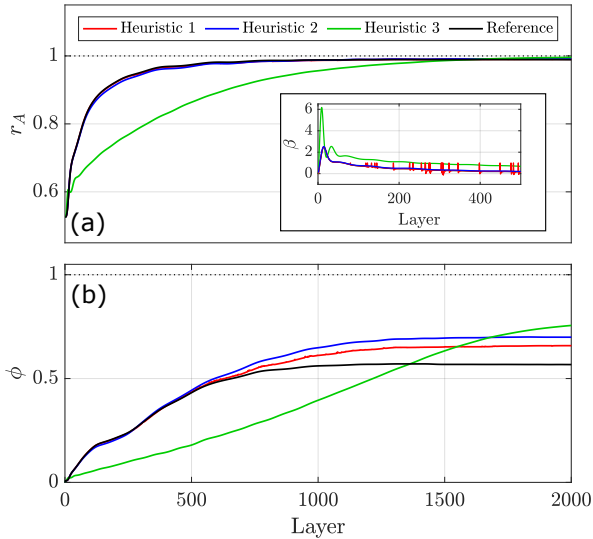 Heuristic 1 Heuristic 2 Heuristic 3 Reference
1
0.8
0.6
r_A
(a)
6
4
2
0
β
0 200 400
Layer
1
0.5
0
ϕ
(b)
0 500 1000 1500 2000
Layer